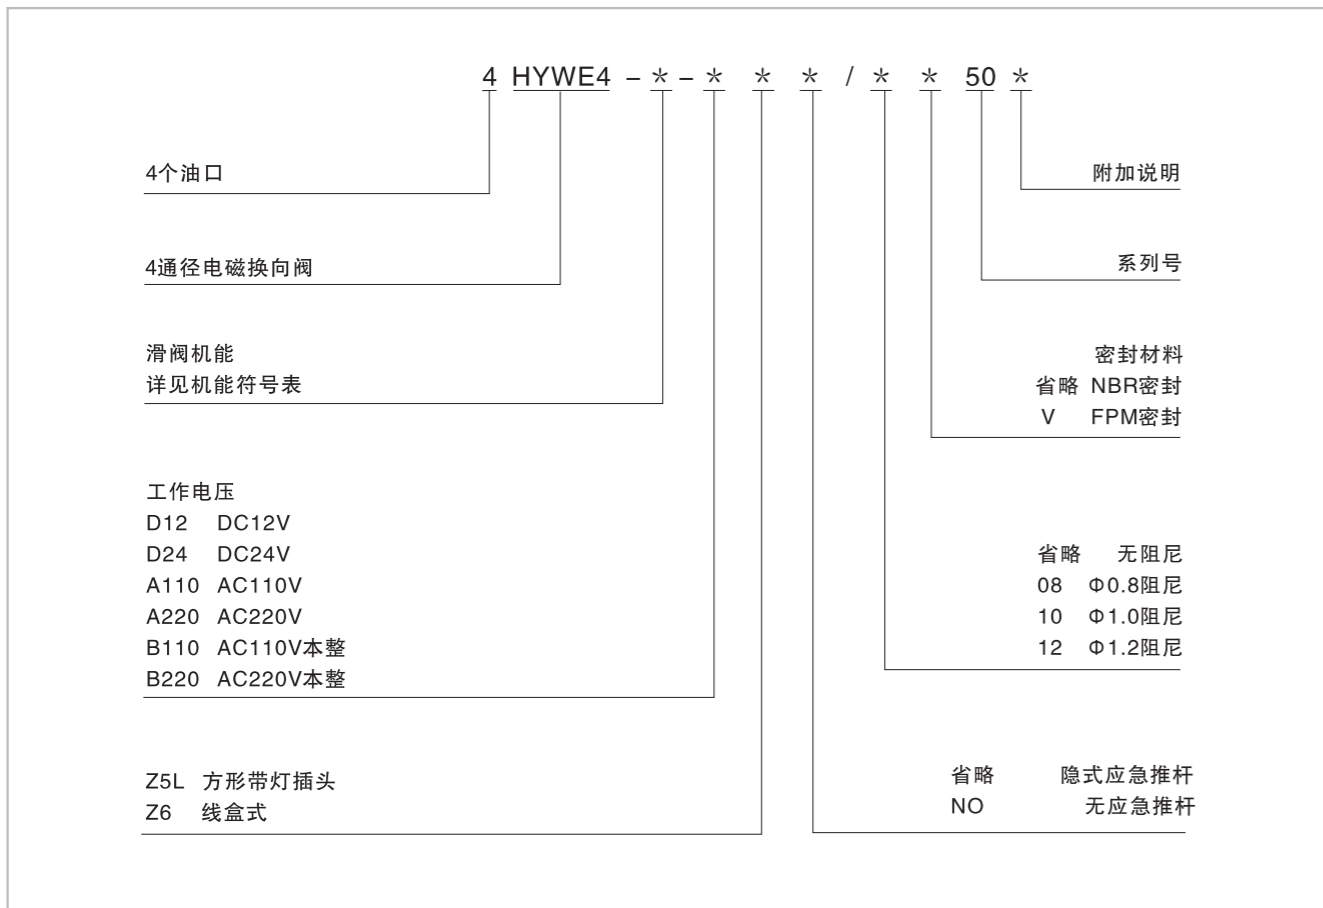 4 HYWE4 – * – * * * / * * 50 *
4个油口
附加说明
4通径电磁换向阀
系列号
滑阀机能
详见机能符号表
密封材料
省略 NBR密封
V FPM密封
工作电压
D12 DC12V
D24 DC24V
A110 AC110V
A220 AC220V
B110 AC110V本整
B220 AC220V本整
省略 无阻尼
08 Φ0.8阻尼
10 Φ1.0阻尼
12 Φ1.2阻尼
Z5L 方形带灯插头
Z6 线盒式
省略 隐式应急推杆
NO 无应急推杆